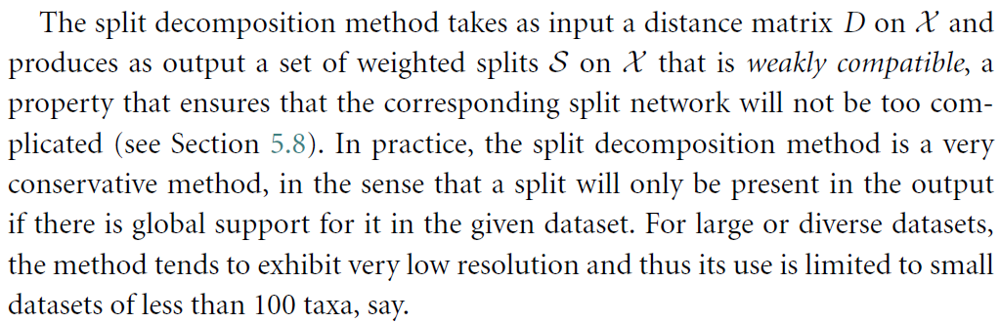 The split decomposition method takes as input a distance matrix D on 𝒳 and
produces as output a set of weighted splits 𝒮 on 𝒳 that is weakly compatible, a
property that ensures that the corresponding split network will not be too com-
plicated (see Section 5.8). In practice, the split decomposition method is a very
conservative method, in the sense that a split will only be present in the output
if there is global support for it in the given dataset. For large or diverse datasets,
the method tends to exhibit very low resolution and thus its use is limited to small
datasets of less than 100 taxa, say.